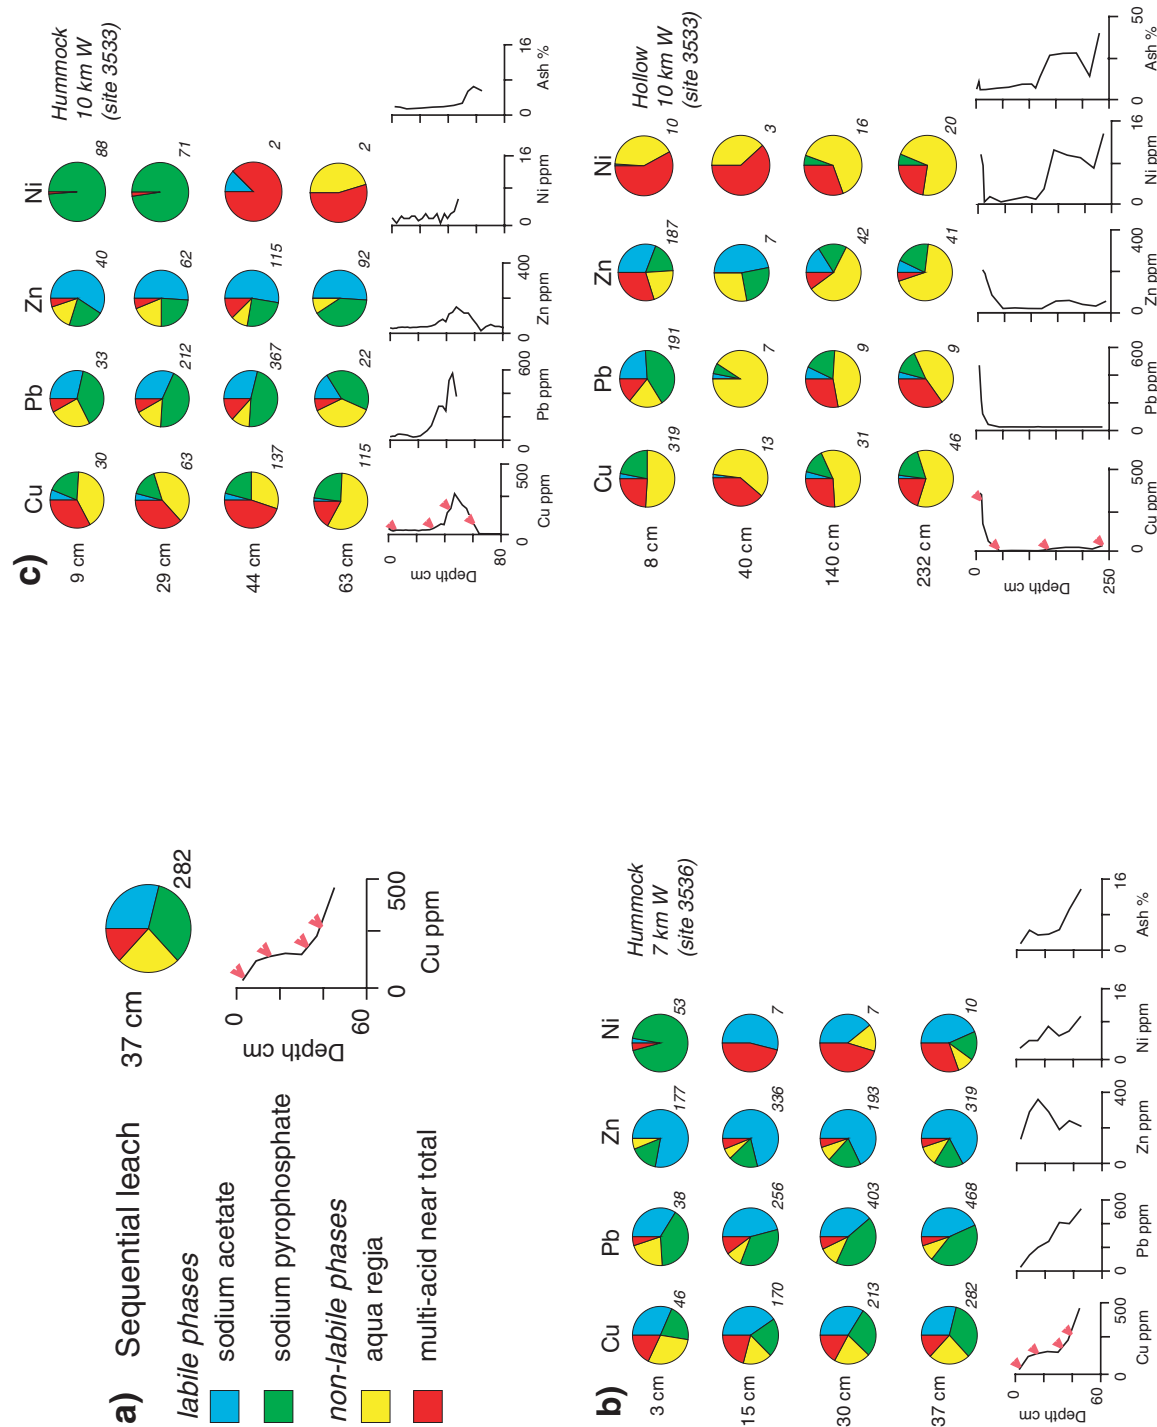 a) Sequential leach
labile phases
sodium acetate
sodium pyrophosphate
non-labile phases
aqua regia
multi-acid near total
37 cm
282
0
60
Depth cm
0 500
Cu ppm
b)
Cu Pb Zn Ni
Hummock
7 km W
(site 3536)
3 cm 46 38 177 53
15 cm 170 256 336 7
30 cm 213 403 193 7
37 cm 282 468 319 10
0
60
Depth cm
0 500
Cu ppm
0 600
Pb ppm
0 400
Zn ppm
0 16
Ni ppm
0 16
Ash %
c)
Cu Pb Zn Ni
Hummock
10 km W
(site 3533)
9 cm 30 33 40 88
29 cm 63 212 62 71
44 cm 137 367 115 2
63 cm 115 22 92 2
0
80
Depth cm
0 500
Cu ppm
0 600
Pb ppm
0 400
Zn ppm
0 16
Ni ppm
0 16
Ash %
Cu Pb Zn Ni
Hollow
10 km W
(site 3533)
8 cm 319 191 187 10
40 cm 13 7 7 3
140 cm 31 9 42 16
232 cm 46 9 41 20
0
250
Depth cm
0 500
Cu ppm
0 600
Pb ppm
0 400
Zn ppm
0 16
Ni ppm
0 50
Ash %